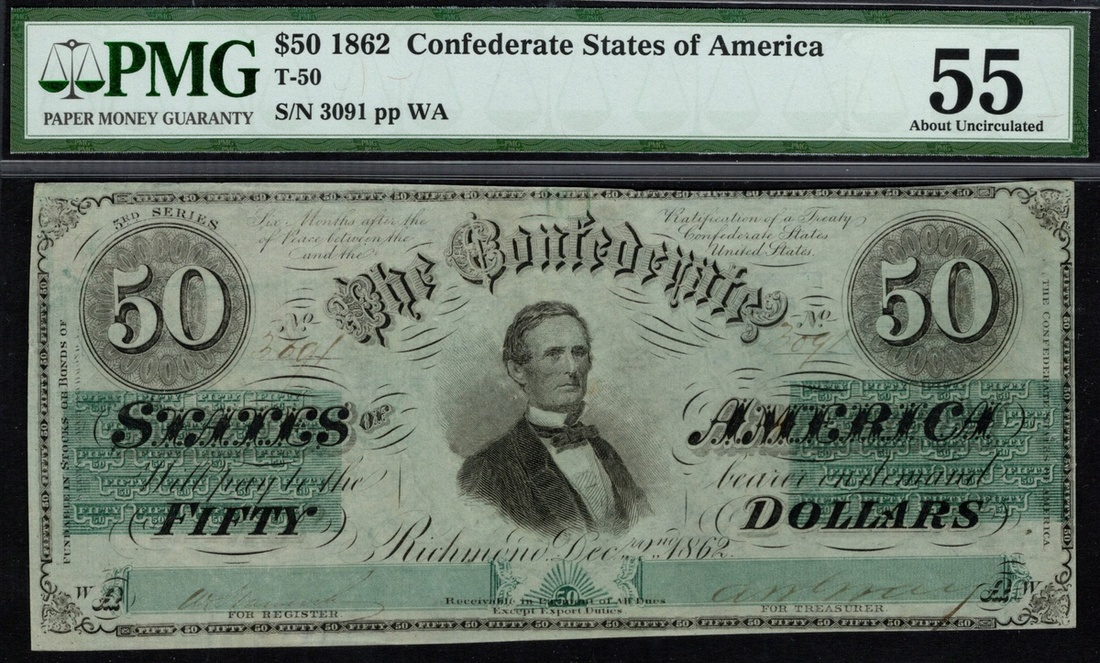 PMG
PAPER MONEY GUARANTY
$50 1862 Confederate States of America
T-50
S/N 3091 pp WA
55
About Uncirculated
3RD SERIES
Six Months after the
of Peace between the
and the
Ratification of a Treaty
Confederate States
United States.
The Confederate
50
50
No
3091
No
3091
STATES OF AMERICA
Will pay to the bearer on demand
FIFTY DOLLARS
Richmond, Dec 1862
FUNDABLE IN STOCKS OR BONDS OF
THE CONFEDERATE STATES OF AMERICA
W A
A W
FOR REGISTER
Receivable in Payment of All Dues
Except Export Duties
50
FOR TREASURER.